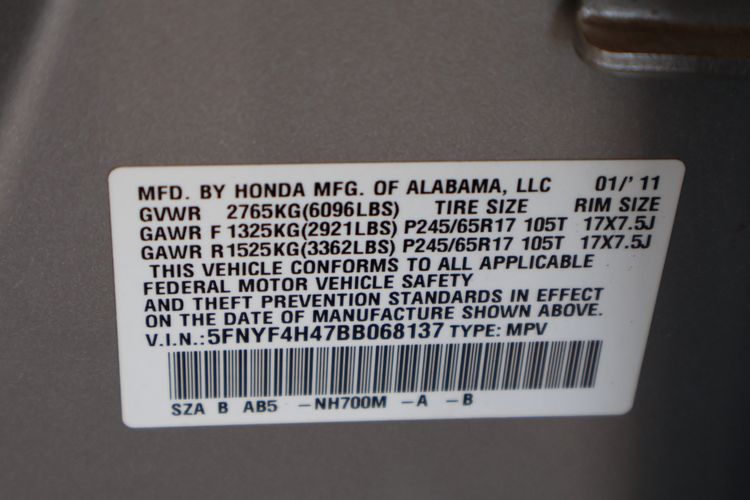 MFD. BY HONDA MFG. OF ALABAMA, LLC 01/'11
GVWR 2765KG(6096LBS) TIRE SIZE RIM SIZE
GAWR F 1325KG(2921LBS) P245/65R17 105T 17X7.5J
GAWR R 1525KG(3362LBS) P245/65R17 105T 17X7.5J
THIS VEHICLE CONFORMS TO ALL APPLICABLE
FEDERAL MOTOR VEHICLE SAFETY
AND THEFT PREVENTION STANDARDS IN EFFECT
ON THE DATE OF MANUFACTURE SHOWN ABOVE.
V.I.N.:5FNYF4H47BB068137 TYPE: MPV
SZA B AB5 -NH700M -A -B